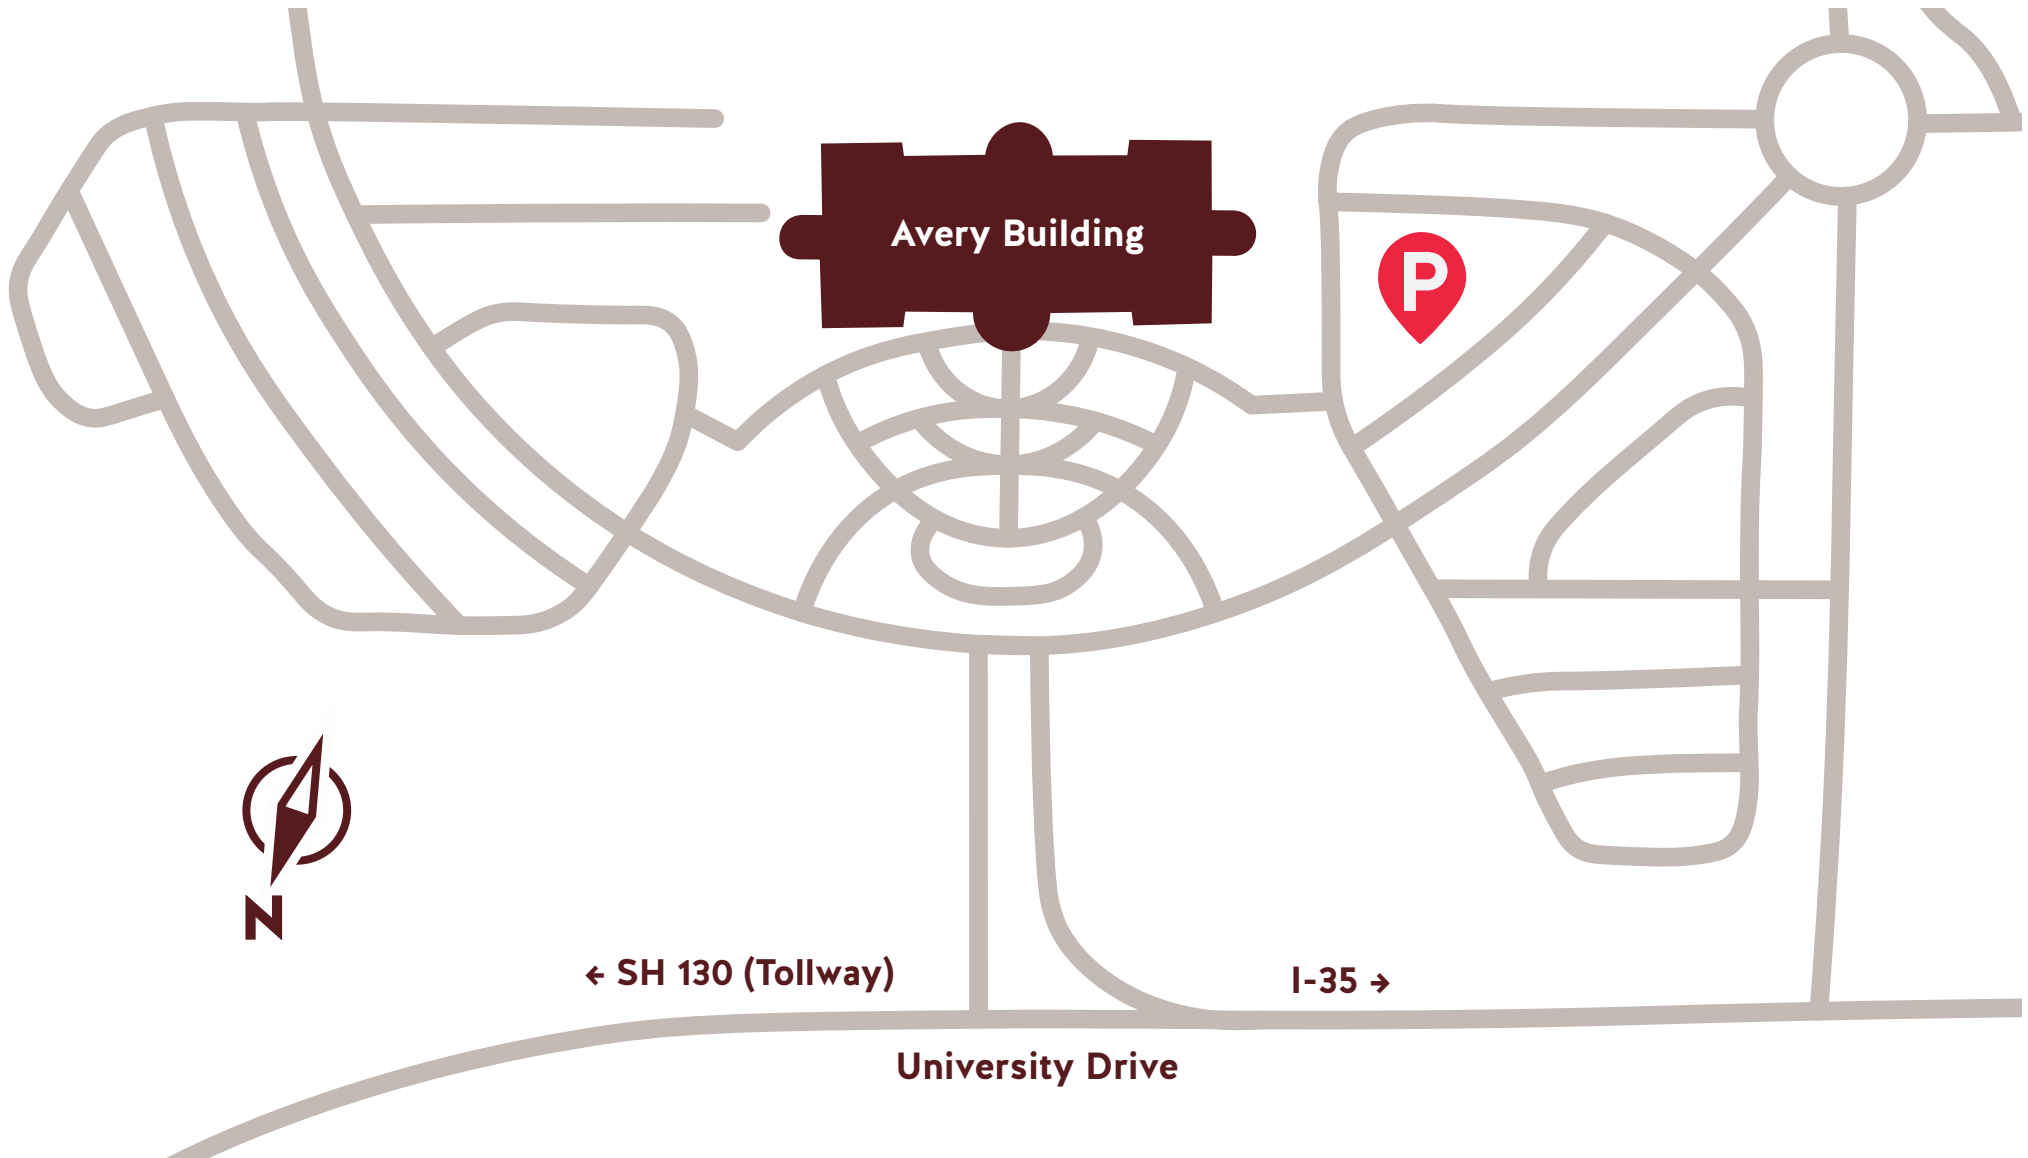 Avery Building
P
N
← SH 130 (Tollway)
I-35 →
University Drive